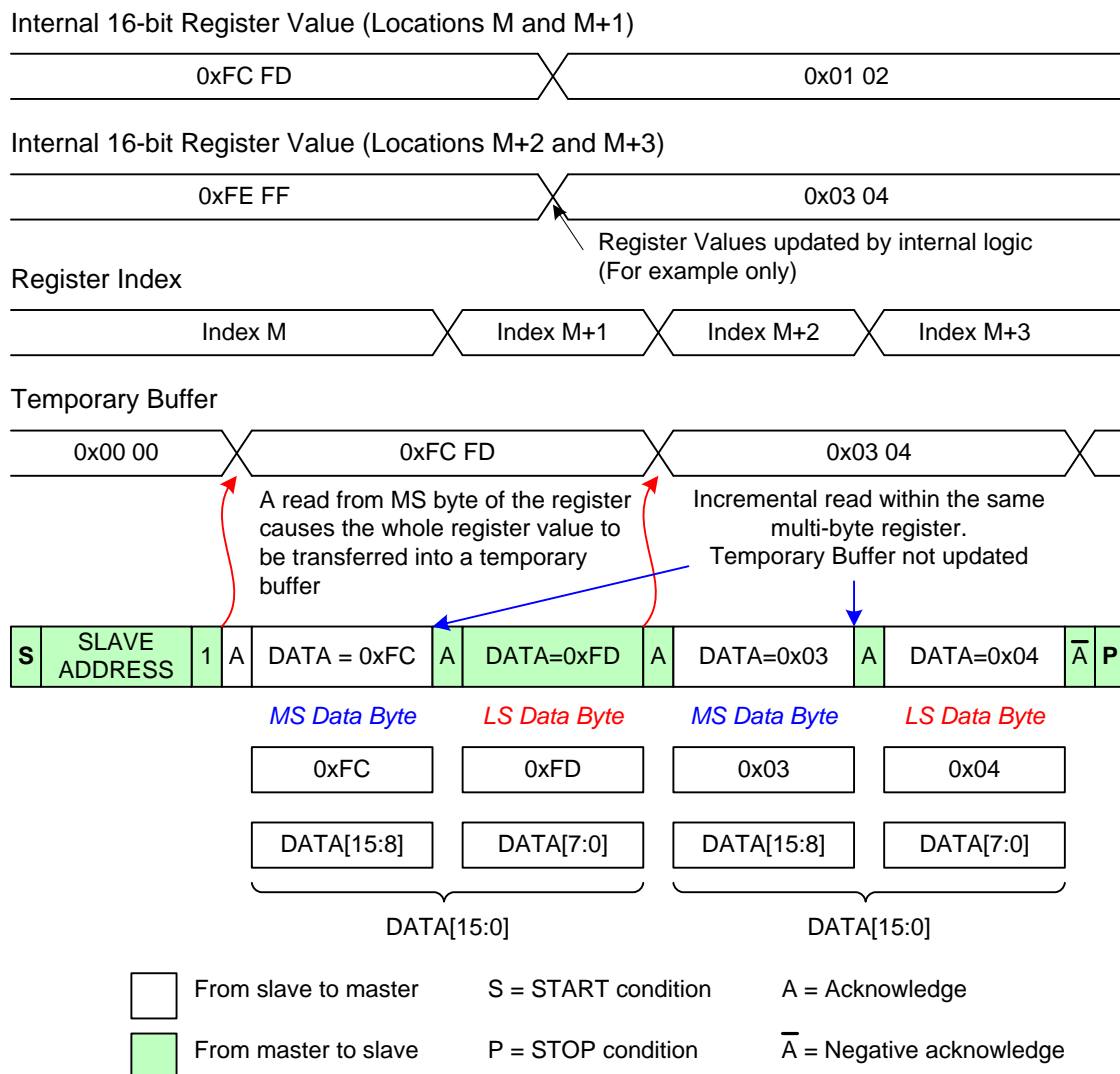 Internal 16-bit Register Value (Locations M and M+1)
0xFC FD
0x01 02
Internal 16-bit Register Value (Locations M+2 and M+3)
0xFE FF
0x03 04
Register Values updated by internal logic
(For example only)
Register Index
Index M
Index M+1
Index M+2
Index M+3
Temporary Buffer
0x00 00
0xFC FD
0x03 04
A read from MS byte of the register
causes the whole register value to
be transferred into a temporary
buffer
Incremental read within the same
multi-byte register.
Temporary Buffer not updated
S
SLAVE
ADDRESS
1
A
DATA = 0xFC
A
DATA=0xFD
A
DATA=0x03
A
DATA=0x04
A̅
P
MS Data Byte
LS Data Byte
MS Data Byte
LS Data Byte
0xFC
0xFD
0x03
0x04
DATA[15:8]
DATA[7:0]
DATA[15:8]
DATA[7:0]
DATA[15:0]
DATA[15:0]
From slave to master
S = START condition
A = Acknowledge
From master to slave
P = STOP condition
A̅ = Negative acknowledge